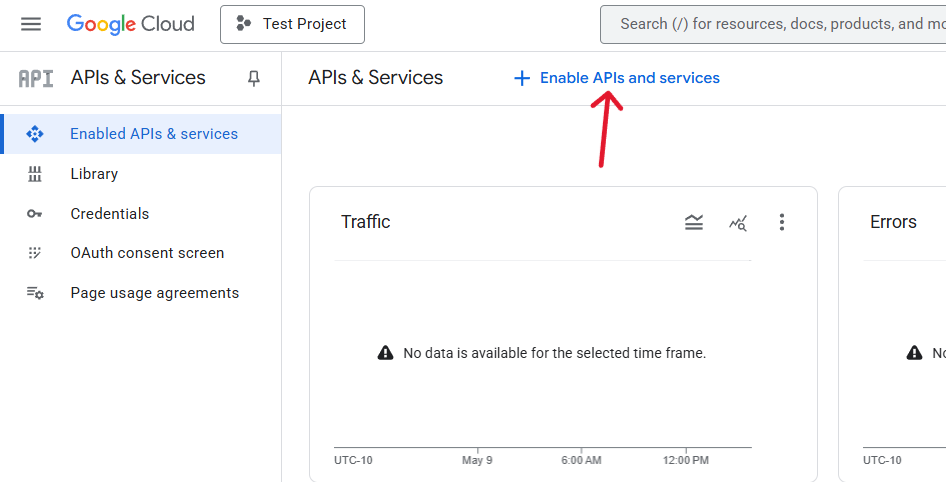 Google Cloud
Test Project
Search (/) for resources, docs, products, and
API
APIs & Services
APIs & Services
+ Enable APIs and services
Enabled APIs & services
Library
Credentials
OAuth consent screen
Page usage agreements
Traffic
Errors
No data is available for the selected time frame.
UTC-10
May 9
6:00 AM
12:00 PM
UTC-10